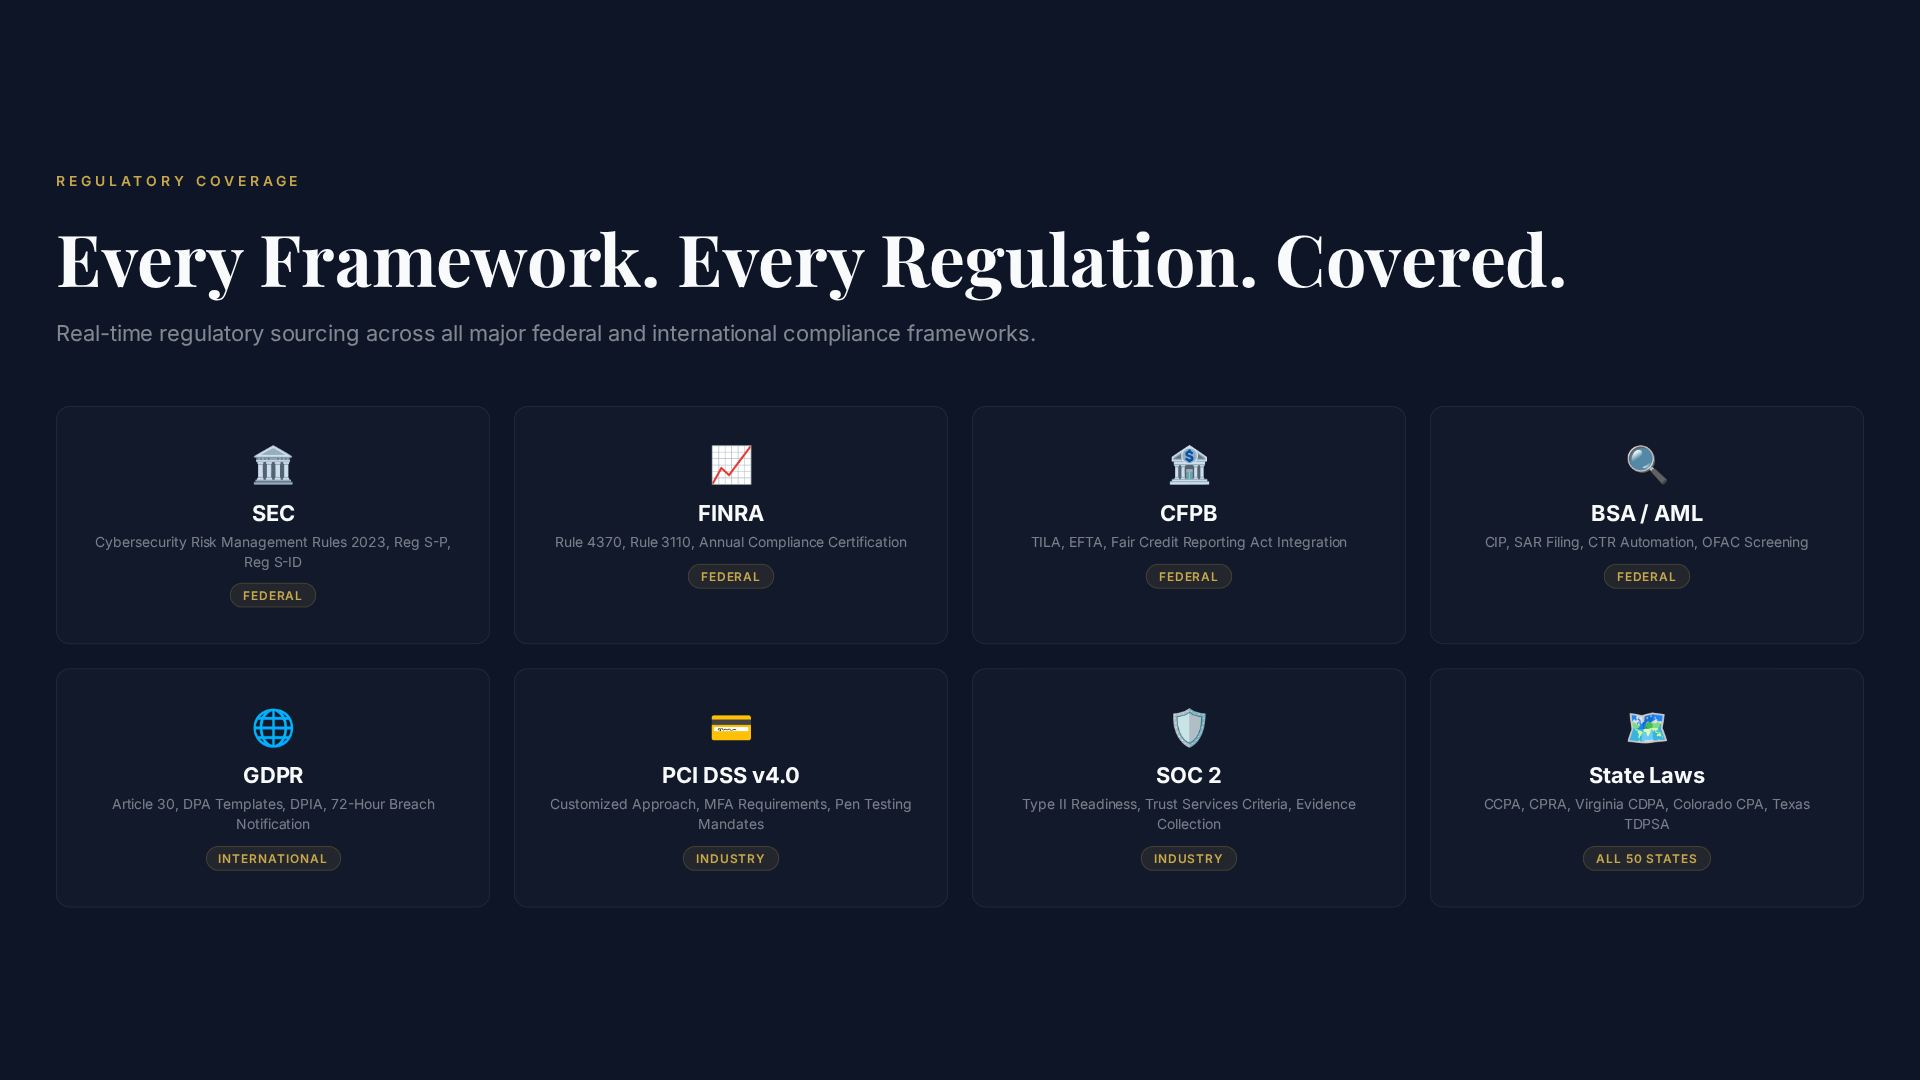 REGULATORY COVERAGE
Every Framework. Every Regulation. Covered.
Real-time regulatory sourcing across all major federal and international compliance frameworks.
SEC
Cybersecurity Risk Management Rules 2023, Reg S-P,
Reg S-ID
FEDERAL
FINRA
Rule 4370, Rule 3110, Annual Compliance Certification
FEDERAL
CFPB
TILA, EFTA, Fair Credit Reporting Act Integration
FEDERAL
BSA / AML
CIP, SAR Filing, CTR Automation, OFAC Screening
FEDERAL
GDPR
Article 30, DPA Templates, DPIA, 72-Hour Breach
Notification
INTERNATIONAL
PCI DSS v4.0
Customized Approach, MFA Requirements, Pen Testing
Mandates
INDUSTRY
SOC 2
Type II Readiness, Trust Services Criteria, Evidence
Collection
INDUSTRY
State Laws
CCPA, CPRA, Virginia CDPA, Colorado CPA, Texas
TDPSA
ALL 50 STATES